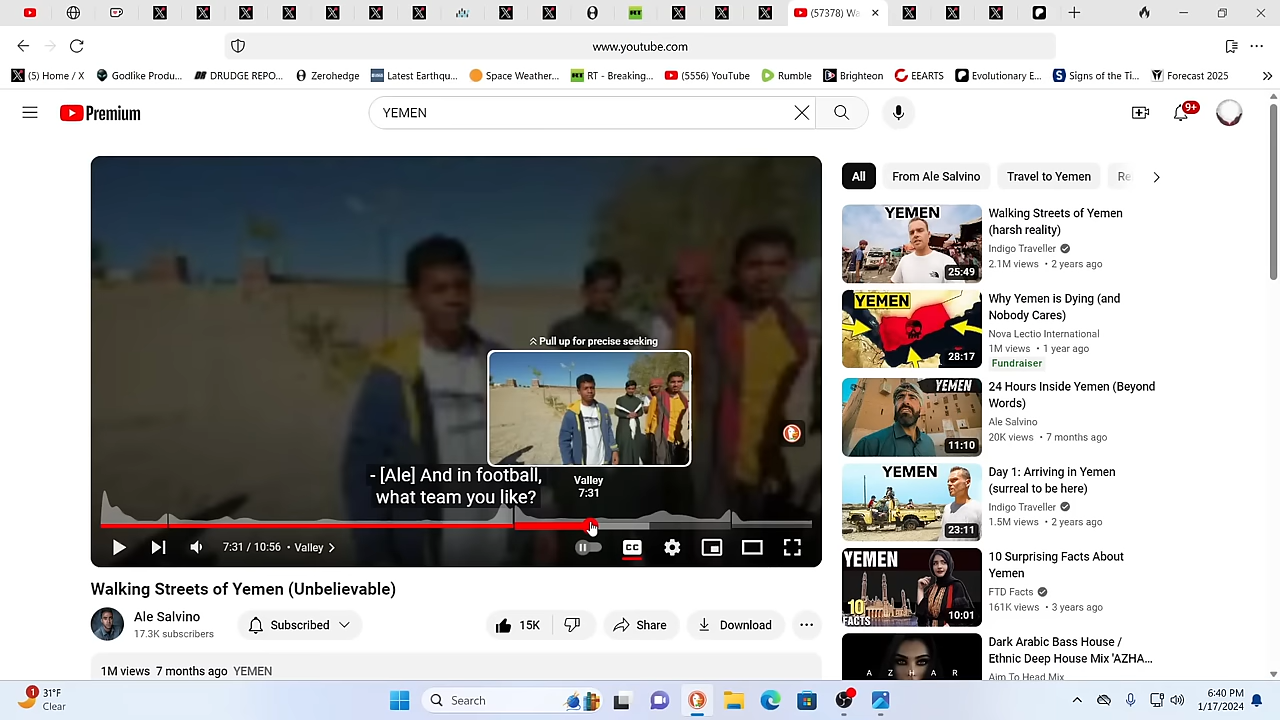 (57378) Wa
www.youtube.com
(5) Home / X
Godlike Produ...
DRUDGE REPO...
Zerohedge
Latest Earthqu...
Space Weather...
RT - Breaking...
(5556) YouTube
Rumble
Brighteon
EEARTS
Evolutionary E...
Signs of the Ti...
Forecast 2025
Premium
YEMEN
9+
All
From Ale Salvino
Travel to Yemen
Re
Pull up for precise seeking
- [Ale] And in football,
what team you like?
Valley
7:31
7:31 / 10:56 • Valley
CC
Walking Streets of Yemen (Unbelievable)
Ale Salvino
17.3K subscribers
Subscribed
15K
Share
Download
1M views 7 months ago YEMEN
YEMEN
25:49
Walking Streets of Yemen
(harsh reality)
Indigo Traveller
2.1M views • 2 years ago
YEMEN
28:17
Why Yemen is Dying (and
Nobody Cares)
Nova Lectio International
1M views • 1 year ago
Fundraiser
YEMEN
11:10
24 Hours Inside Yemen (Beyond
Words)
Ale Salvino
20K views • 7 months ago
YEMEN
23:11
Day 1: Arriving in Yemen
(surreal to be here)
Indigo Traveller
1.5M views • 2 years ago
YEMEN
10
FACTS
10:01
10 Surprising Facts About
Yemen
FTD Facts
161K views • 3 years ago
A Z H A R
Dark Arabic Bass House /
Ethnic Deep House Mix 'AZHA...
Aim To Head Mix
1
31°F
Clear
Search
6:40 PM
1/17/2024